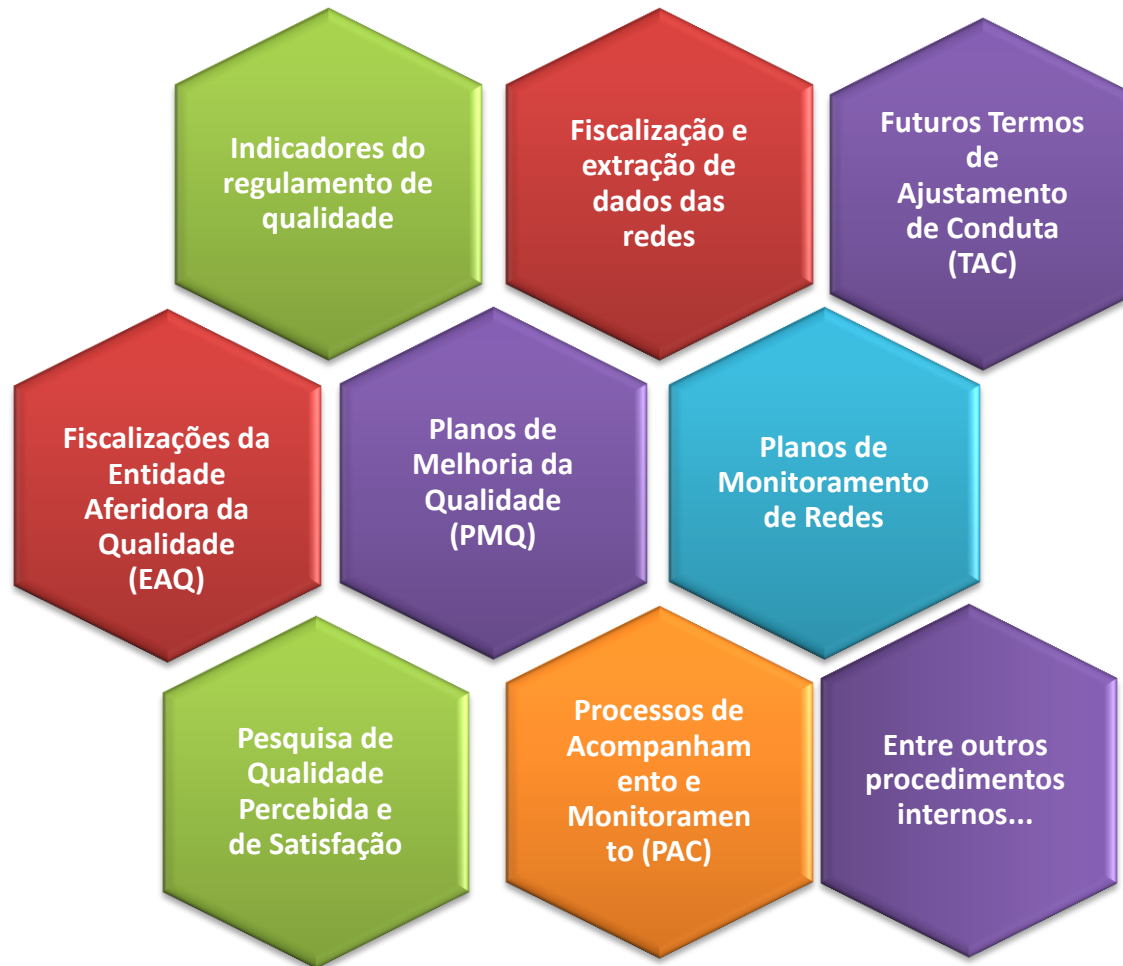 Indicadores do
regulamento de
qualidade
Fiscalização e
extração de
dados das
redes
Futuros Termos
de
Ajustamento
de Conduta
(TAC)
Fiscalizações da
Entidade
Aferidora da
Qualidade
(EAQ)
Planos de
Melhoria da
Qualidade
(PMQ)
Planos de
Monitoramento
de Redes
Pesquisa de
Qualidade
Percebida e
de Satisfação
Processos de
Acompanham
ento e
Monitoramen
to (PAC)
Entre outros
procedimentos
internos...